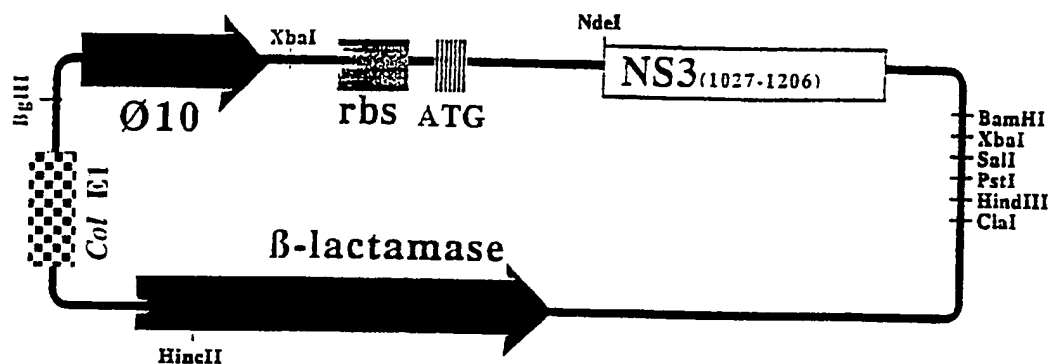 NdeI
XbaI
NS3(1027-1206)
BglII
Ø10
rbs
ATG
BamHI
XbaI
SalI
PstI
HindIII
ClaI
Col E1
ß-lactamase
HincII